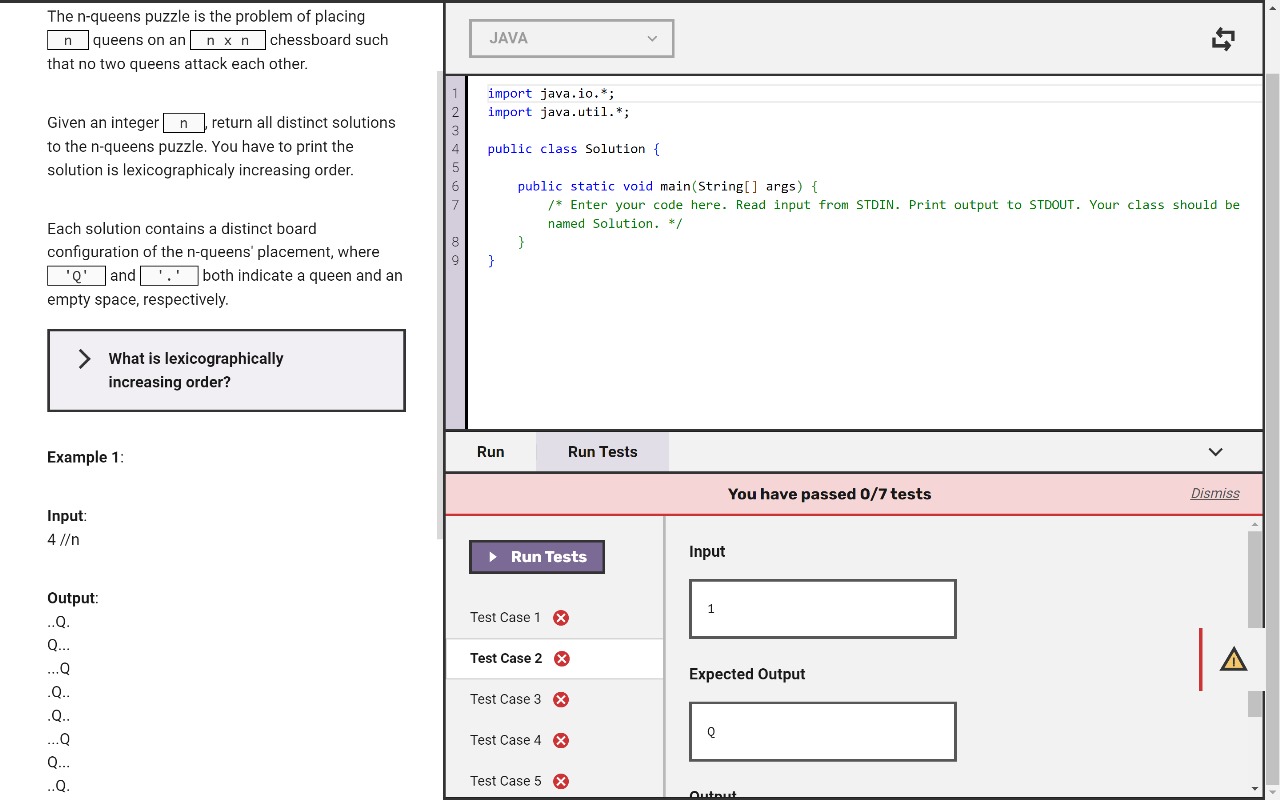 The n-queens puzzle is the problem of placing
n queens on an n x n chessboard such
that no two queens attack each other.
Given an integer n, return all distinct solutions
to the n-queens puzzle. You have to print the
solution is lexicographicaly increasing order.
Each solution contains a distinct board
configuration of the n-queens' placement, where
'Q' and '.' both indicate a queen and an
empty space, respectively.
What is lexicographically
increasing order?
Example 1:
Input:
4 //n
Output:
..Q.
Q...
...Q
.Q..
.Q..
...Q
Q...
..Q.
JAVA
1 import java.io.*;
2 import java.util.*;
3
4 public class Solution {
5
6 public static void main(String[] args) {
7 /* Enter your code here. Read input from STDIN. Print output to STDOUT. Your class should be
named Solution. */
8 }
9 }
Run Run Tests
You have passed 0/7 tests Dismiss
Run Tests
Test Case 1
Test Case 2
Test Case 3
Test Case 4
Test Case 5
Input
1
Expected Output
Q
Output